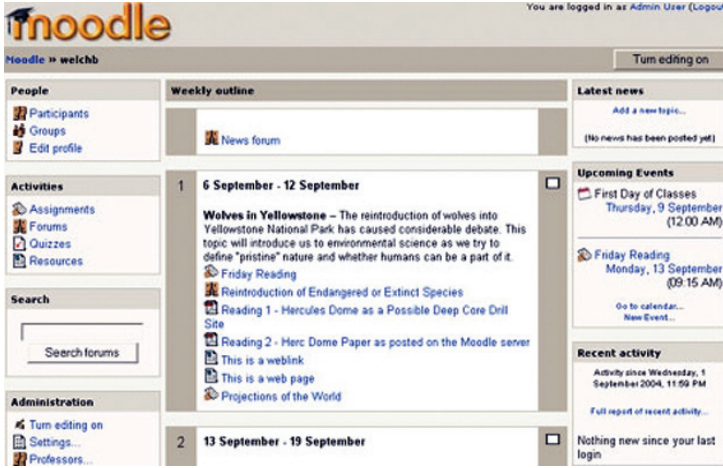 moodle
You are logged in as Admin User (Logou
Moodle » welchb
Turn editing on
People
Participants
Groups
Edit profile
Activities
Assignments
Forums
Quizzes
Resources
Search
Search forums
Administration
Turn editing on
Settings...
Professors...
Weekly outline
News forum
1
6 September - 12 September
Wolves in Yellowstone – The reintroduction of wolves into
Yellowstone National Park has caused considerable debate. This
topic will introduce us to environmental science as we try to
define "pristine" nature and whether humans can be a part of it.
Friday Reading
Reintroduction of Endangered or Extinct Species
Reading 1 - Hercules Dome as a Possible Deep Core Drill
Site
Reading 2 - Herc Dome Paper as posted on the Moodle server
This is a weblink
This is a web page
Projections of the World
2
13 September - 19 September
Latest news
Add a new topic...
(No news has been posted yet)
Upcoming Events
First Day of Classes
Thursday, 9 September
(12:00 AM)
Friday Reading
Monday, 13 September
(09:15 AM)
Go to calendar...
New Event...
Recent activity
Activity since Wednesday, 1
September 2004, 11:59 PM
Full report of recent activity...
Nothing new since your last
login